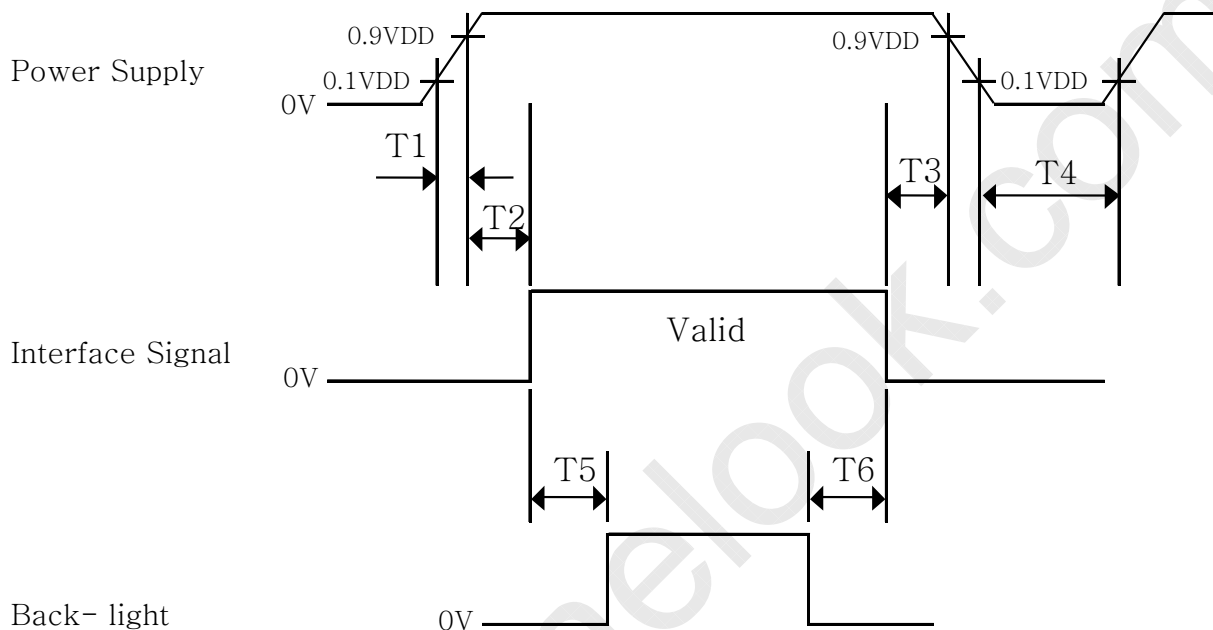 0.9VDD
0.9VDD
Power Supply
0.1VDD
0.1VDD
0V
T1
T3
T4
T2
Valid
Interface Signal
0V
T5
T6
Back- light
0V